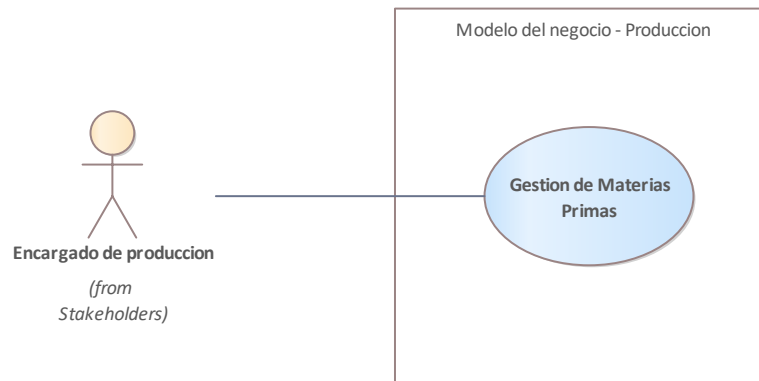 Modelo del negocio - Produccion
Gestion de Materias
Primas
Encargado de produccion
(from
Stakeholders)